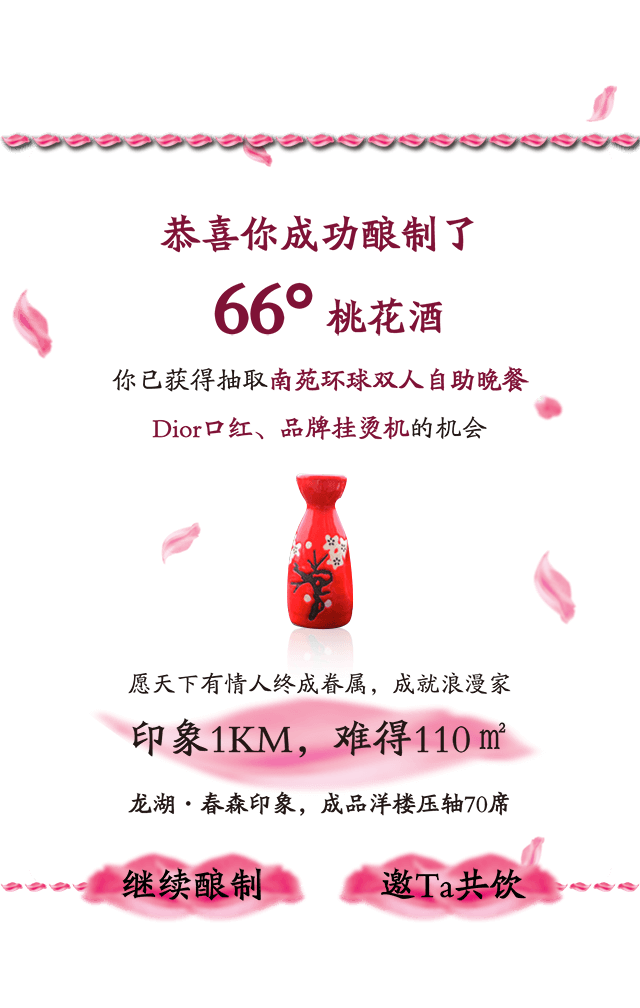 恭喜你成功酿制了
66° 桃花酒
你已获得抽取南苑环球双人自助晚餐
Dior口红、品牌挂烫机的机会
愿天下有情人终成眷属，成就浪漫家
印象1KM，难得110㎡
龙湖·春森印象，成品洋楼压轴70席
继续酿制
邀Ta共饮